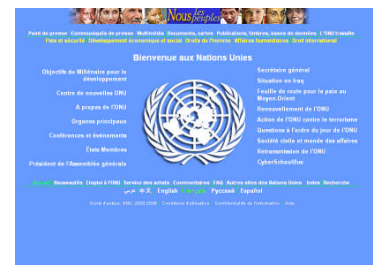 Nous peuples
Point de presse Communiqués de presse Multimédia Documents, cartes Publications, timbres, bases de données L'ONU travaille
Paix et sécurité Développement économique et social Droits de l'homme Affaires humanitaires Droit international
Bienvenue aux Nations Unies
Objectifs du Millénaire pour le développement
Centre de nouvelles ONU
A propos de l'ONU
Organes principaux
Conférences et événements
États Membres
Président de l'Assemblée générale
Secrétaire général
Situation en Iraq
Feuille de route pour la paix au Moyen-Orient
Renouvellement de l'ONU
Action de l'ONU contre le terrorisme
Questions à l'ordre du jour de l'ONU
Société civile et monde des affaires
Retransmission de l'ONU
CyberSchoolBus
Nouveautés Emploi à l'ONU Service des achats Commentaires FAQ Autres sites des Nations Unies Index Recherche
عربي 中文 English Français Русский Español